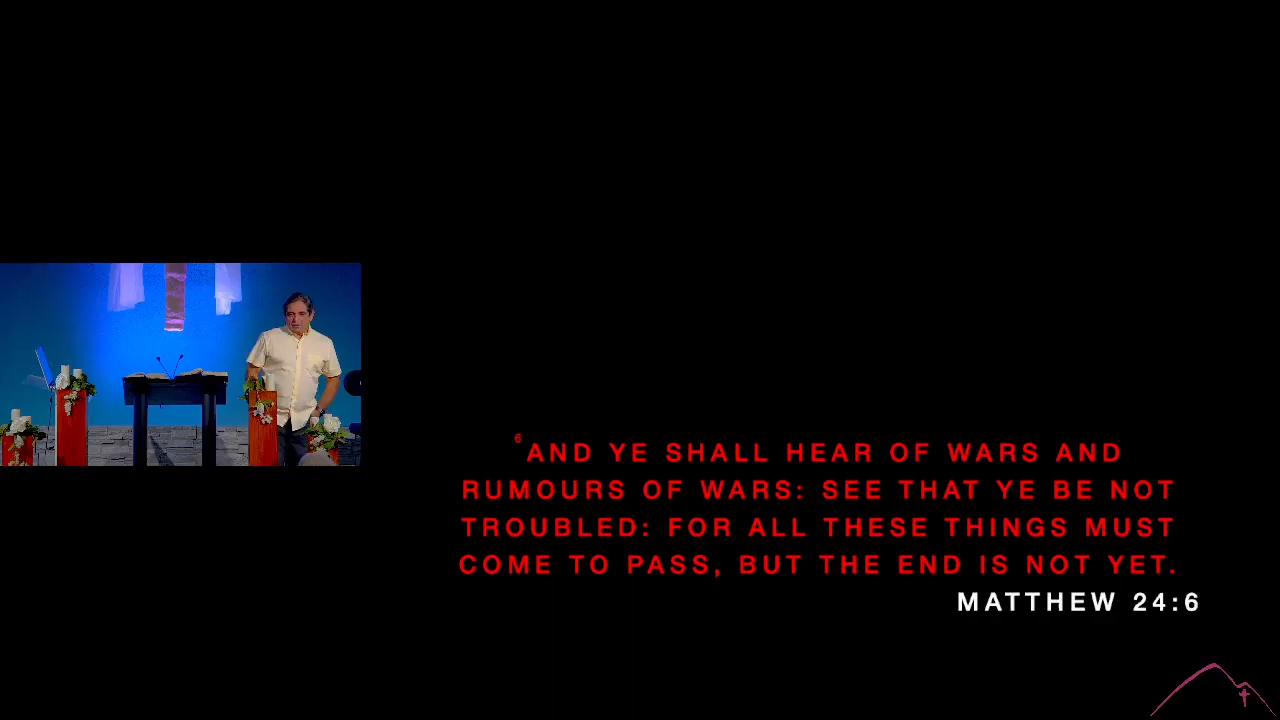 ⁶AND YE SHALL HEAR OF WARS AND
RUMOURS OF WARS: SEE THAT YE BE NOT
TROUBLED: FOR ALL THESE THINGS MUST
COME TO PASS, BUT THE END IS NOT YET.
MATTHEW 24:6